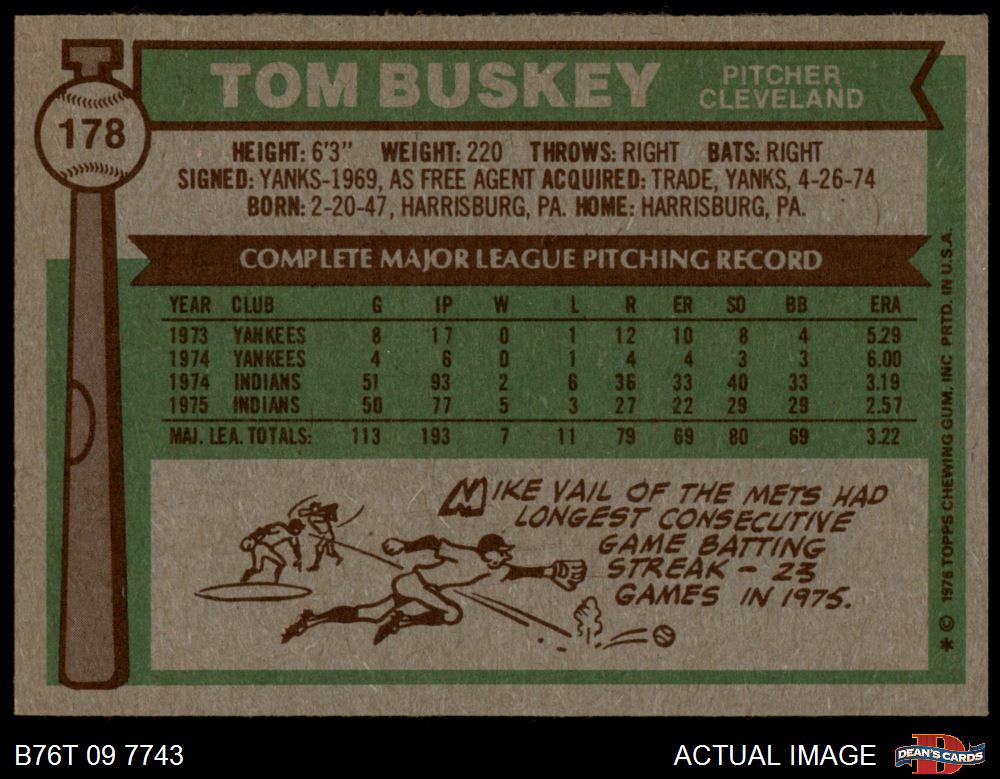 TOM BUSKEY
PITCHER
CLEVELAND
178
HEIGHT: 6'3" WEIGHT: 220 THROWS: RIGHT BATS: RIGHT
SIGNED: YANKS-1969, AS FREE AGENT ACQUIRED: TRADE, YANKS, 4-26-74
BORN: 2-20-47, HARRISBURG, PA. HOME: HARRISBURG, PA.
COMPLETE MAJOR LEAGUE PITCHING RECORD
YEAR CLUB G IP W L R ER SO BB ERA
1973 YANKEES 8 17 0 1 12 10 8 4 5.29
1974 YANKEES 4 6 0 1 4 4 3 3 6.00
1974 INDIANS 51 93 2 6 36 33 40 33 3.19
1975 INDIANS 50 77 5 3 27 22 29 29 2.57
MAJ. LEA. TOTALS: 113 193 7 11 79 69 80 69 3.22
MIKE VAIL OF THE METS HAD
LONGEST CONSECUTIVE
GAME BATTING
STREAK - 23
GAMES IN 1975.
* © 1976 TOPPS CHEWING GUM, INC. PRTD. IN U.S.A.
B76T 09 7743
ACTUAL IMAGE
D
DEAN'S CARDS